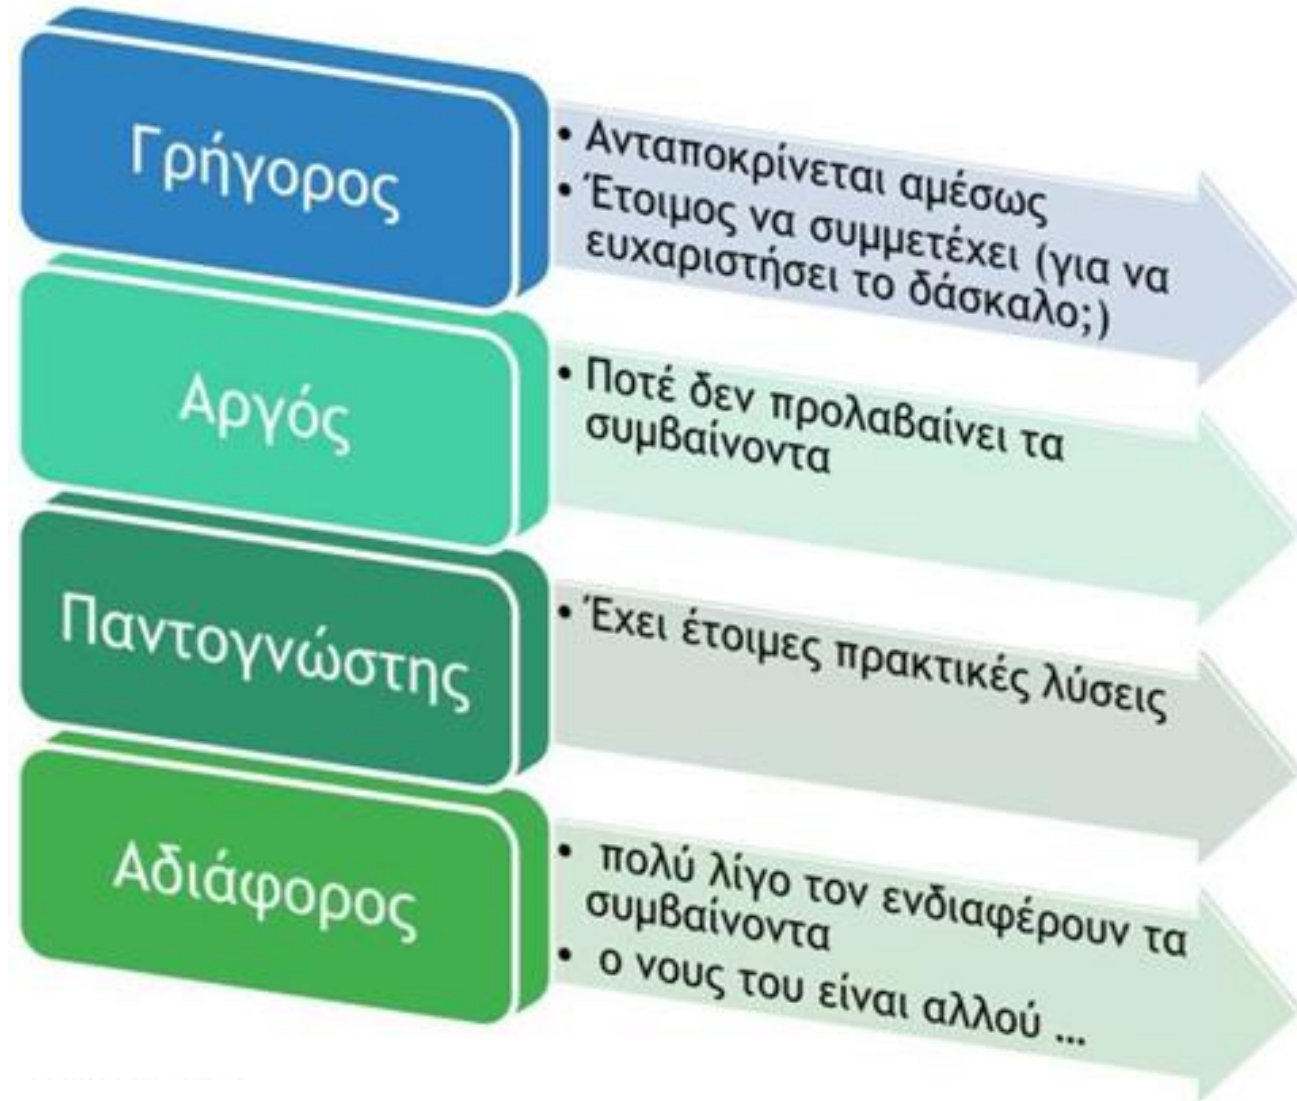 Γρήγορος
• Ανταποκρίνεται αμέσως
• Έτοιμος να συμμετέχει (για να
ευχαριστήσει το δάσκαλο;)
Αργός
• Ποτέ δεν προλαβαίνει τα
συμβαίνοντα
Παντογνώστης
• Έχει έτοιμες πρακτικές λύσεις
Αδιάφορος
• πολύ λίγο τον ενδιαφέρουν τα
συμβαίνοντα
• ο νους του είναι αλλού ...